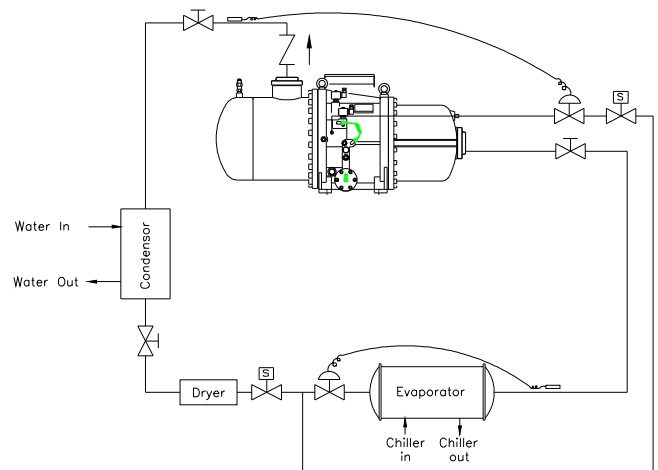 S
Water In
Condensor
Water Out
S
Dryer
Evaporator
Chiller
in
Chiller
out